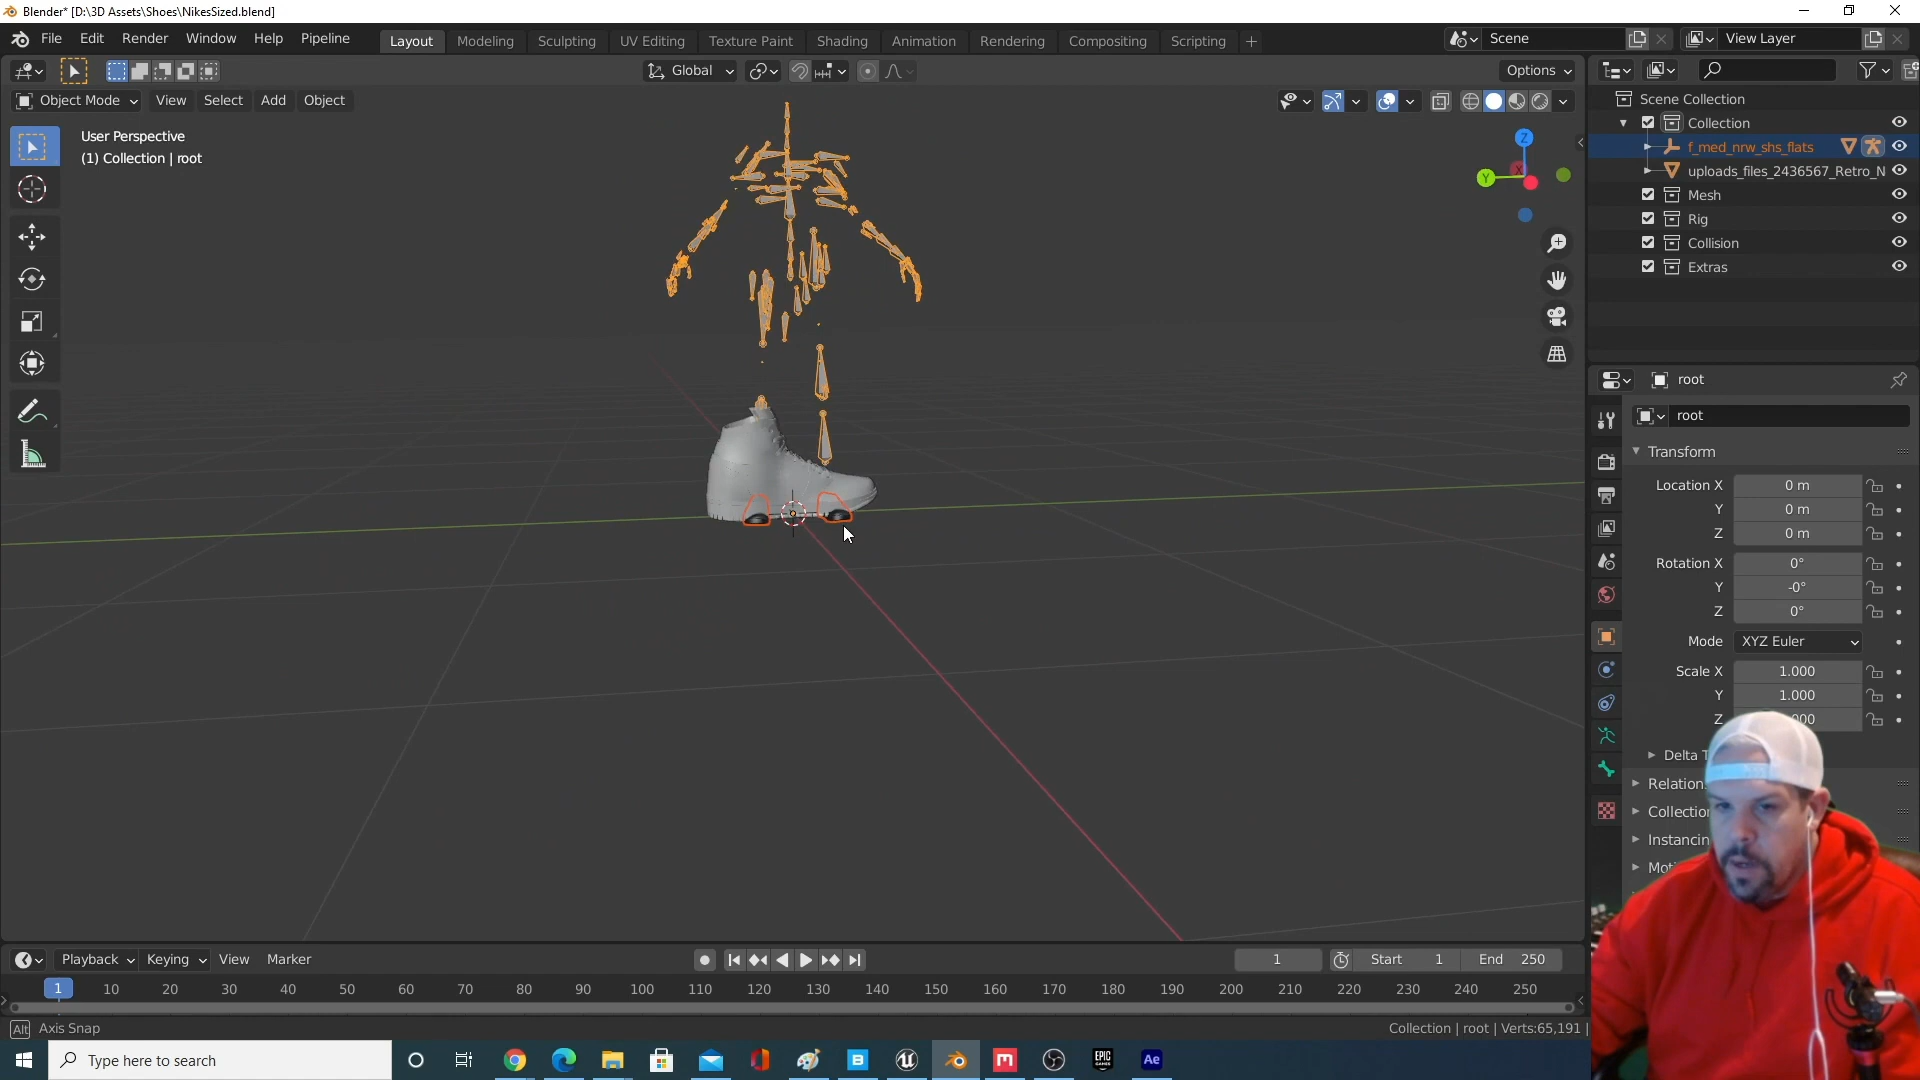 Blender* [D:\3D Assets\Shoes\NikesSized.blend]
File Edit Render Window Help Pipeline Layout Modeling Sculpting UV Editing Texture Paint Shading Animation Rendering Compositing Scripting + Scene View Layer
Global Options
Object Mode View Select Add Object
User Perspective
(1) Collection | root
Z
X
Y
Scene Collection
Collection
f_med_nrw_shs_flats
uploads_files_2436567_Retro_N
Mesh
Rig
Collision
Extras
root
root
Transform
Location X 0 m
Y 0 m
Z 0 m
Rotation X 0°
Y -0°
Z 0°
Mode XYZ Euler
Scale X 1.000
Y 1.000
Z
Delta T
Relation
Collectio
Instancin
Playback Keying View Marker 1 Start 1 End 250
1 10 20 30 40 50 60 70 80 90 100 110 120 130 140 150 160 170 180 190 200 210 220 230 240 250
Alt Axis Snap Collection | root | Verts:65,191 |
Type here to search
EPIC
GAMES
Ae